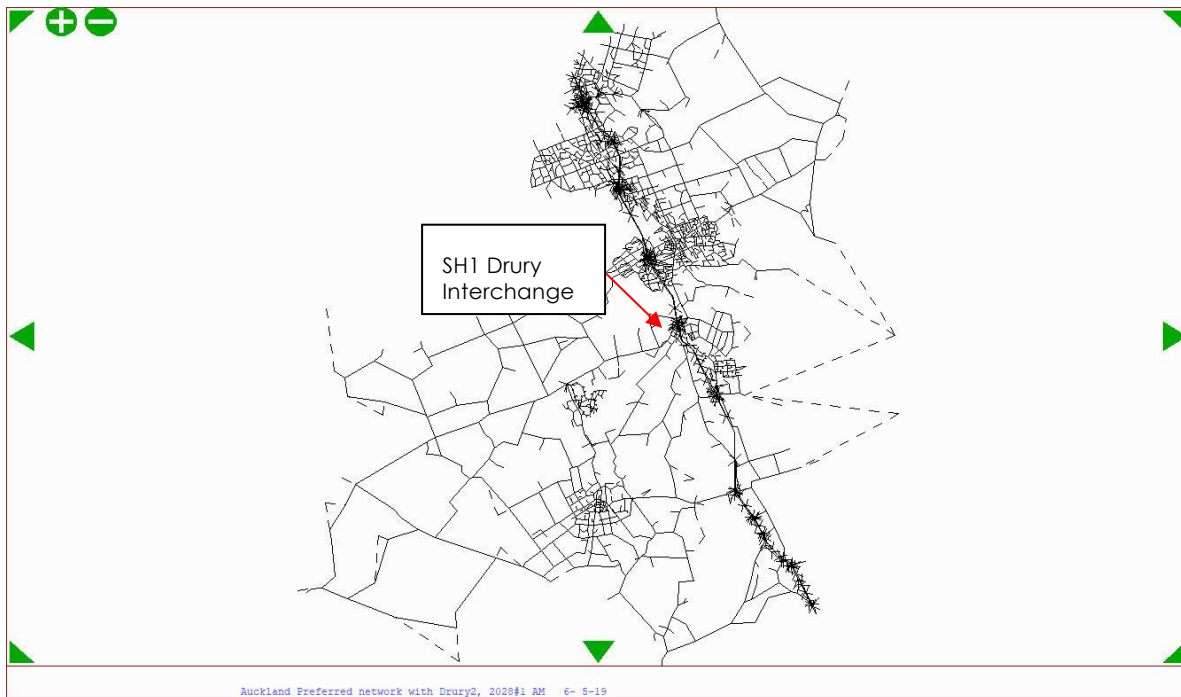 SH1 Drury
Interchange
Auckland Preferred network with Drury2, 2028#1 AM 6- 5-19